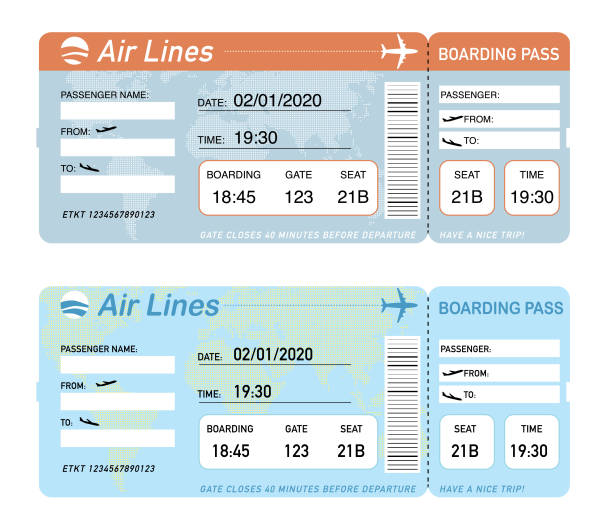 Air Lines
BOARDING PASS
PASSENGER NAME:
FROM:
TO:
ETKT 1234567890123
DATE: 02/01/2020
TIME: 19:30
BOARDING GATE SEAT
18:45 123 21B
GATE CLOSES 40 MINUTES BEFORE DEPARTURE
PASSENGER:
FROM:
TO:
SEAT TIME
21B 19:30
HAVE A NICE TRIP!
Air Lines
BOARDING PASS
PASSENGER NAME:
FROM:
TO:
ETKT 1234567890123
DATE: 02/01/2020
TIME: 19:30
BOARDING GATE SEAT
18:45 123 21B
GATE CLOSES 40 MINUTES BEFORE DEPARTURE
PASSENGER:
FROM:
TO:
SEAT TIME
21B 19:30
HAVE A NICE TRIP!